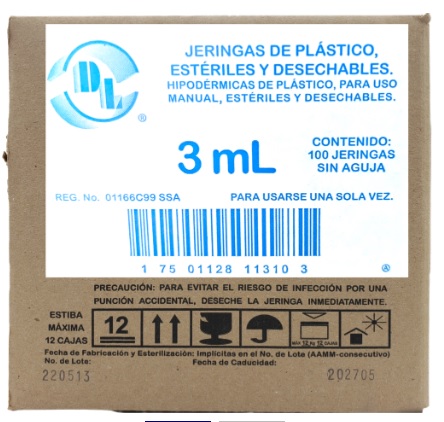 DL
®
JERINGAS DE PLÁSTICO,
ESTÉRILES Y DESECHABLES.
HIPODÉRMICAS DE PLÁSTICO, PARA USO
MANUAL, ESTÉRILES Y DESECHABLES.
3 mL
CONTENIDO:
100 JERINGAS
SIN AGUJA
REG. No. 01166C99 SSA
PARA USARSE UNA SOLA VEZ.
1 75 01128 11310 3
PRECAUCIÓN: PARA EVITAR EL RIESGO DE INFECCIÓN POR UNA
PUNCIÓN ACCIDENTAL, DESECHE LA JERINGA INMEDIATAMENTE.
ESTIBA
MÁXIMA
12 CAJAS
12
Fecha de Fabricación y Esterilización: Implícitas en el No. de Lote (AAMM-consecutivo)
No. de Lote:
Fecha de Caducidad:
220513
202705